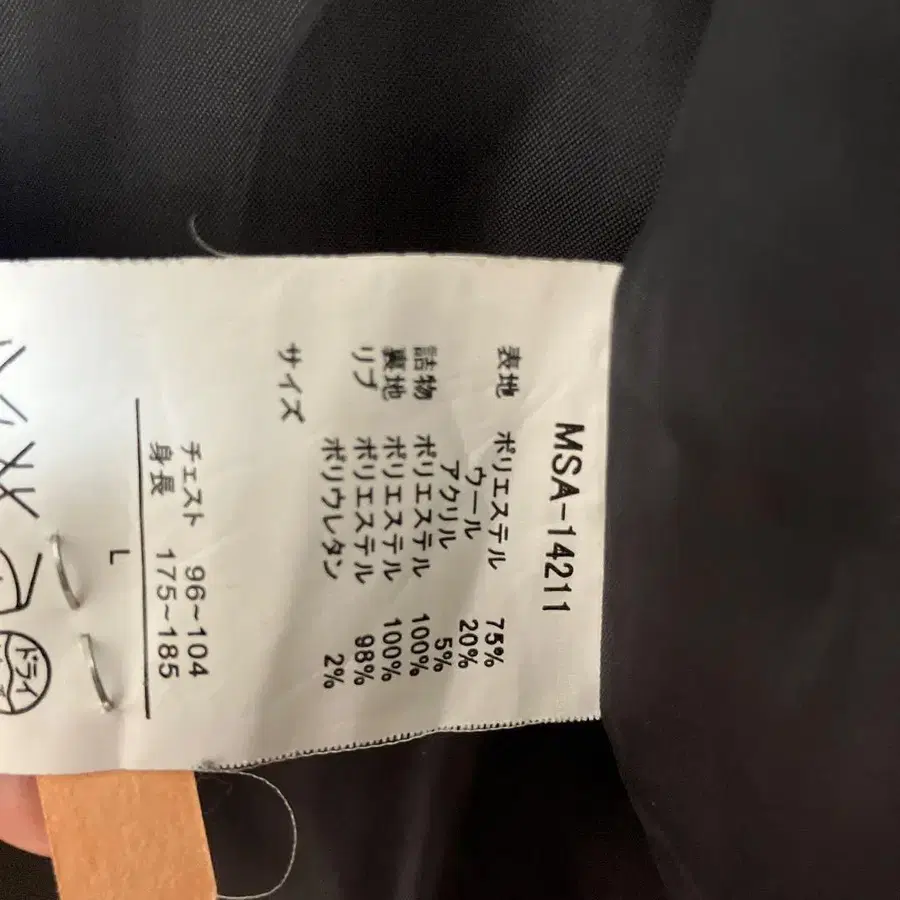 MSA-14211
表地 ポリエステル 75%
ウール 20%
アクリル 5%
詰物 ポリエステル 100%
裏地 ポリエステル 100%
リブ ポリエステル 98%
ポリウレタン 2%
サイズ
チェスト 96~104
身長 175~185
L
ドライ